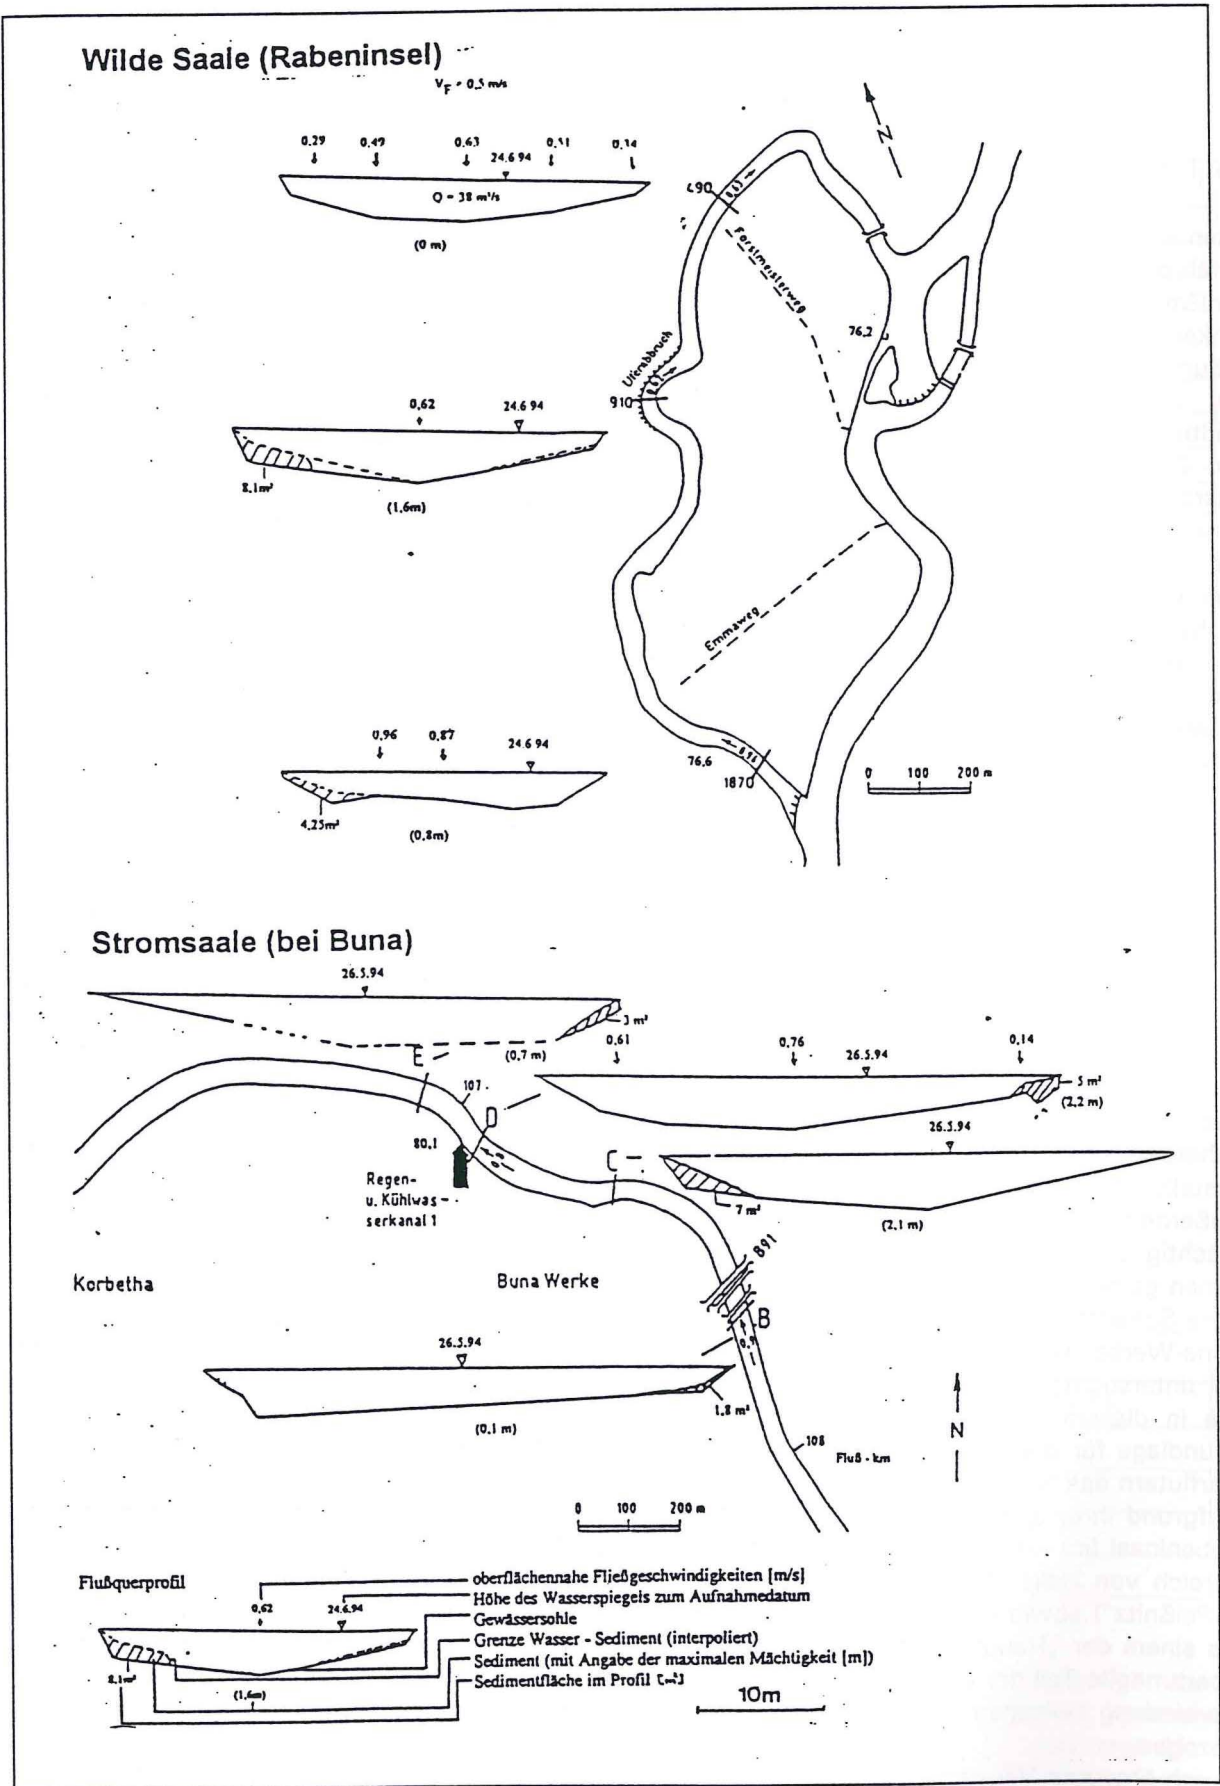 Wilde Saale (Rabeninsel)
V_F = 0,5 m/s
0,29 0,49 0,63 24.6.94 0,14
Q = 38 m³/s
(0 m)
N
490
0,63
Forstmeisterweg
76,2
Uferabbruch
0,62
910
0,62 24.6.94
8,1m²
(1,6m)
Emmaweg
0,96 0,87 24.6.94
4,25m²
(0,8m)
0,96
76,6
1870
0 100 200 m
Stromsaale (bei Buna)
26.5.94
3 m²
(0,7 m)
E
0,61 0,76 26.5.94 0,14
5 m²
(2,2 m)
107
D
80,1
C
26.5.94
7 m²
(2,1 m)
Regen-
u. Kühlwas-
serkanal 1
B91
Korbetha
Buna Werke
B
26.5.94
1,8 m²
(0,1 m)
N
108
Fluß-km
0 100 200 m
Flußquerprofil
0,62 24.6.94
8,1m²
(1,6m)
oberflächennahe Fließgeschwindigkeiten [m/s]
Höhe des Wasserspiegels zum Aufnahmedatum
Gewässersohle
Grenze Wasser - Sediment (interpoliert)
Sediment (mit Angabe der maximalen Mächtigkeit [m])
Sedimentfläche im Profil
10m